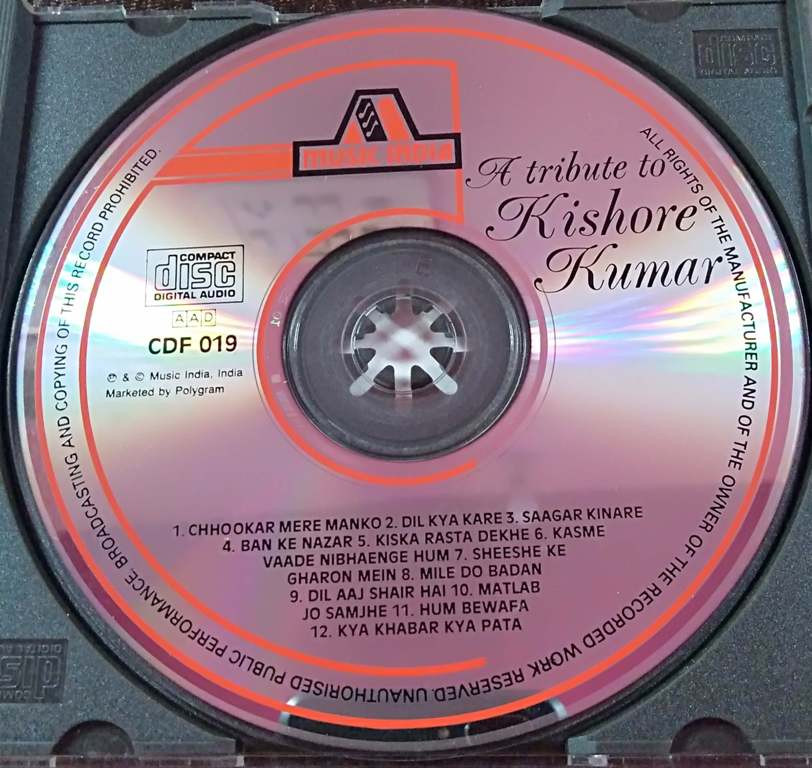 MUSIC INDIA
A tribute to
Kishore
Kumar
COMPACT
disc
DIGITAL AUDIO
AAD
CDF 019
℗ & © Music India, India
Marketed by Polygram
1. CHHOOKAR MERE MANKO 2. DIL KYA KARE 3. SAAGAR KINARE
4. BAN KE NAZAR 5. KISKA RASTA DEKHE 6. KASME
VAADE NIBHAENGE HUM 7. SHEESHE KE
GHARON MEIN 8. MILE DO BADAN
9. DIL AAJ SHAIR HAI 10. MATLAB
JO SAMJHE 11. HUM BEWAFA
12. KYA KHABAR KYA PATA
ALL RIGHTS OF THE MANUFACTURER AND OF THE OWNER OF THE RECORDED WORK RESERVED UNAUTHORISED PUBLIC PERFORMANCE BROADCASTING AND COPYING OF THIS RECORD PROHIBITED.
COMPACT
disc
DIGITAL AUDIO